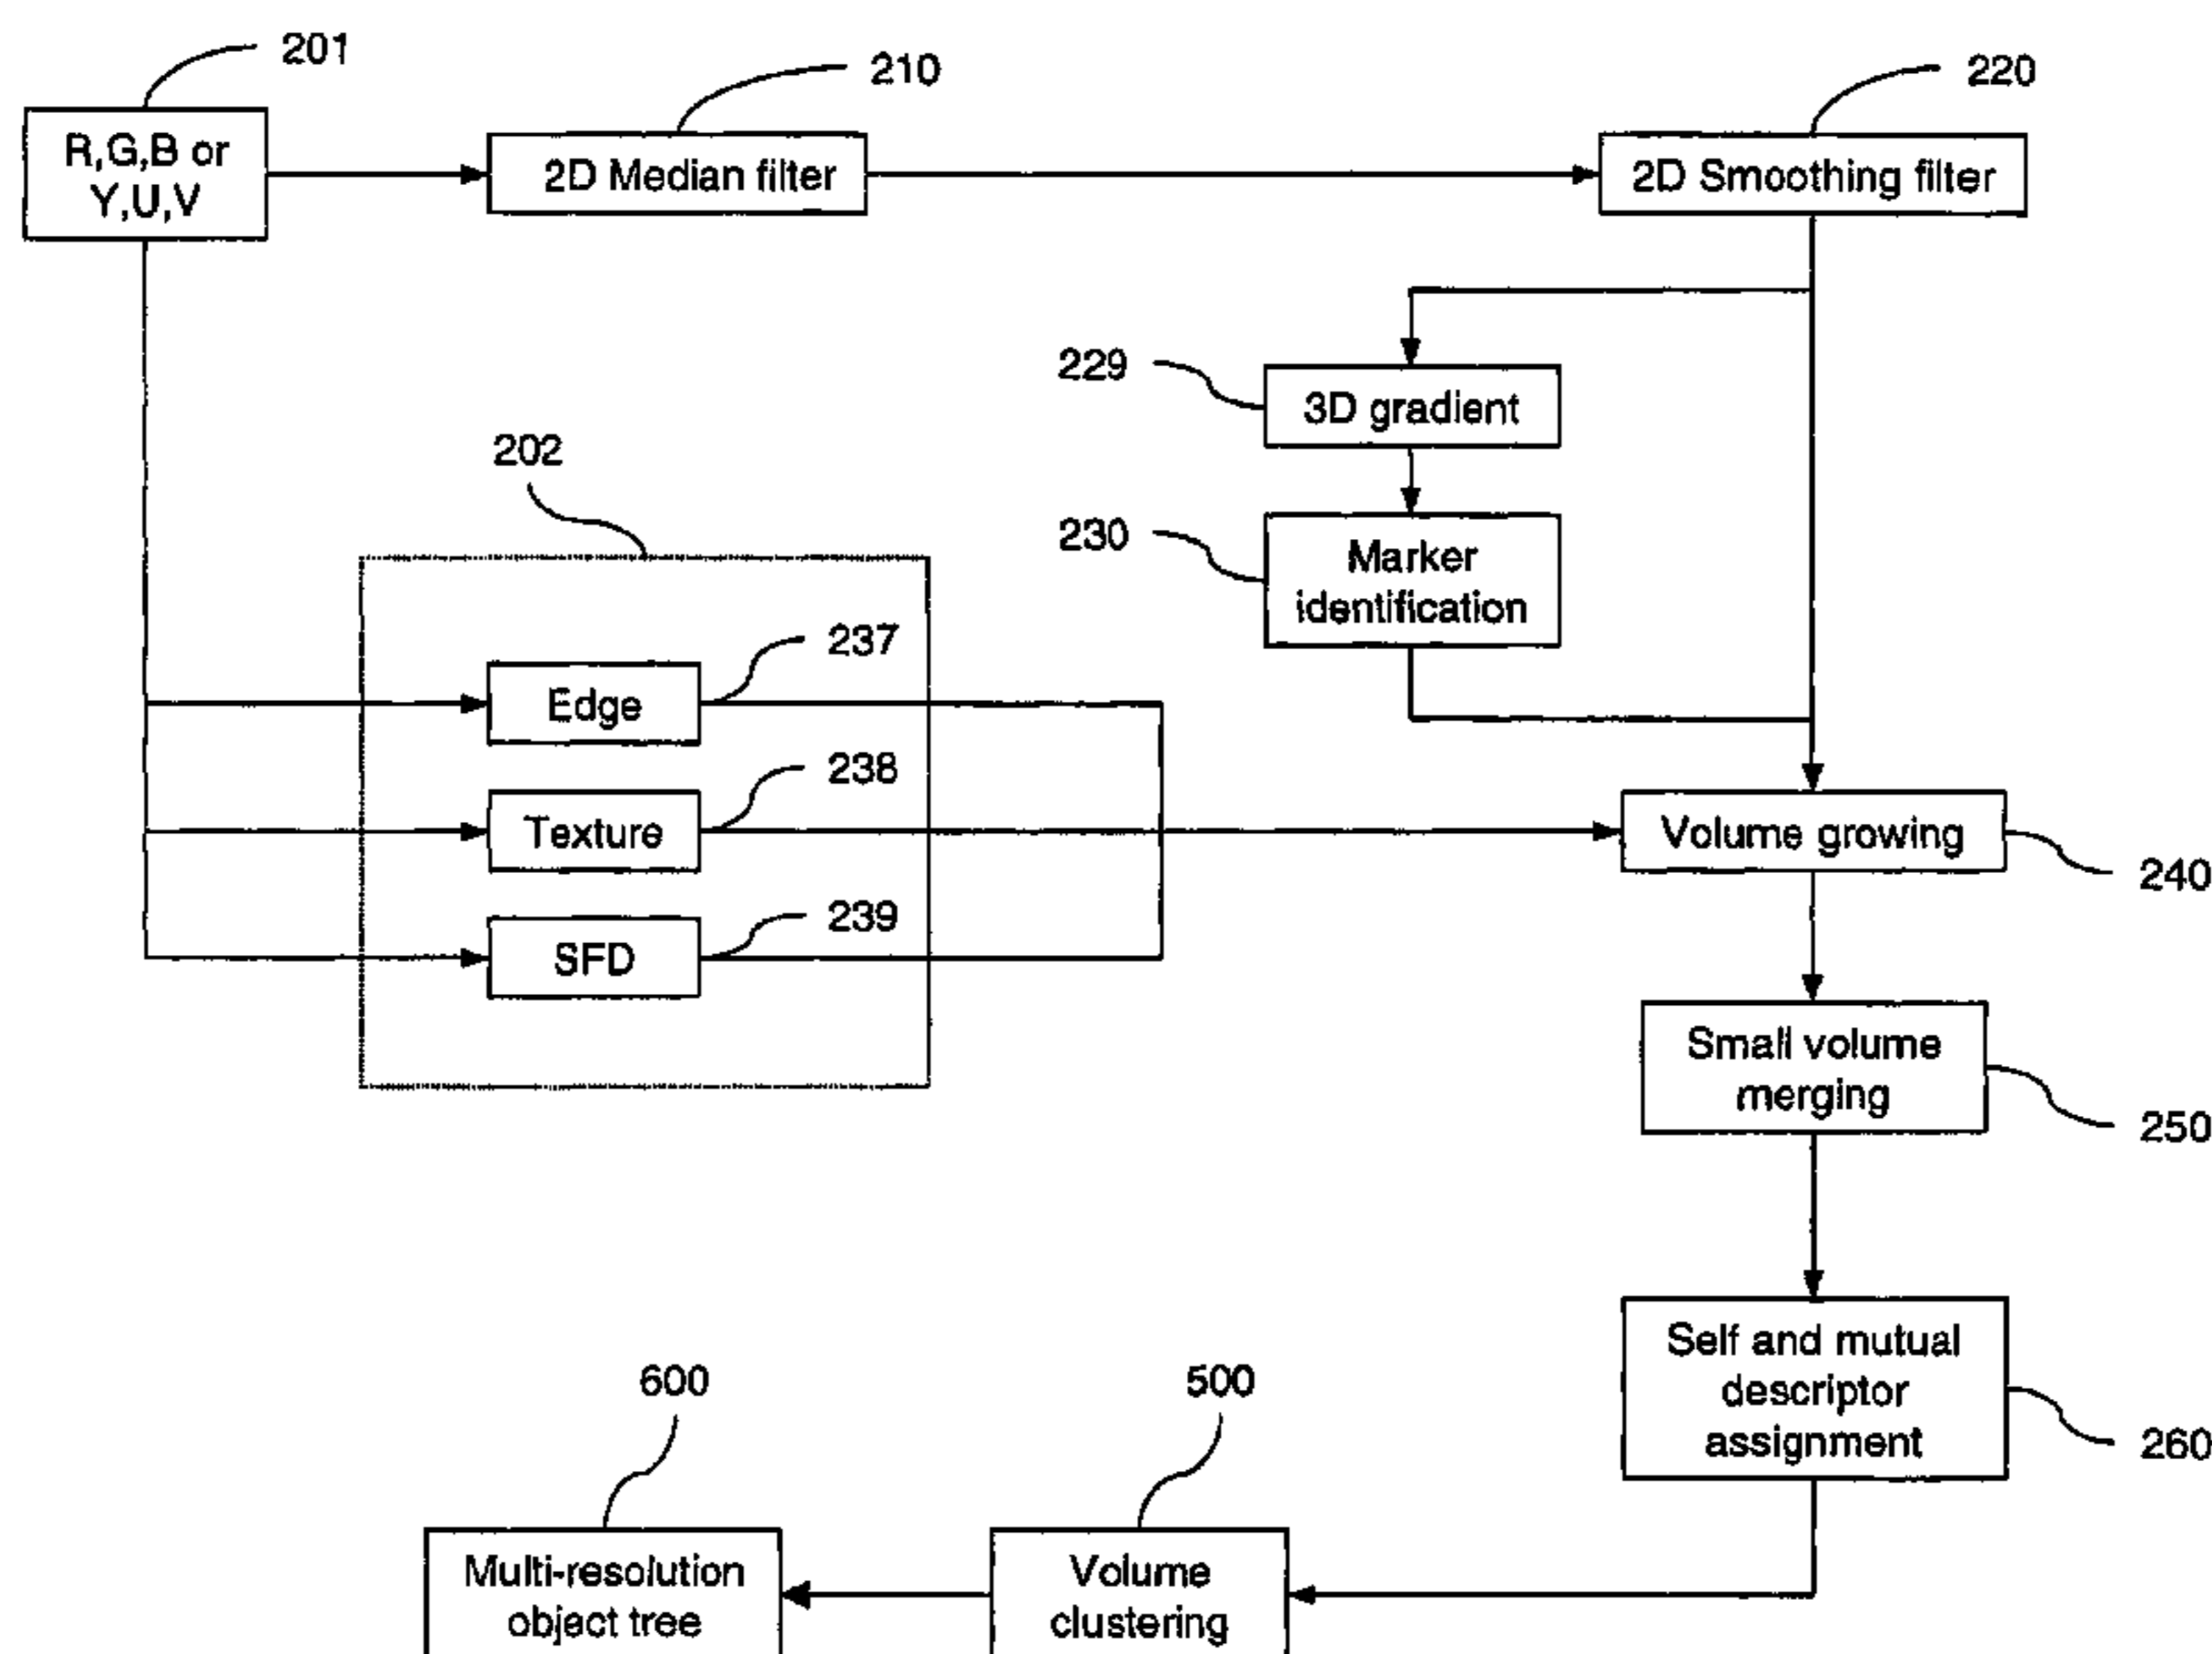 201
210
220
R,G,B or
Y,U,V
2D Median filter
2D Smoothing filter
229
3D gradient
202
230
Marker
identification
237
Edge
238
Texture
Volume growing
240
239
SFD
Small volume
merging
250
Self and mutual
descriptor
assignment
260
600
500
Multi-resolution
object tree
Volume
clustering